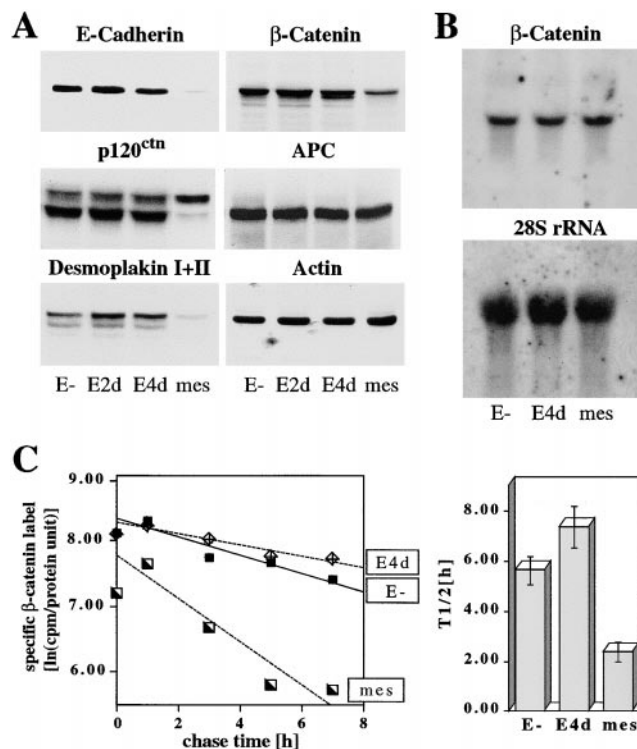 A
E-Cadherin β-Catenin
p120ctn APC
Desmoplakin I+II Actin
E- E2d E4d mes E- E2d E4d mes
B
β-Catenin
28S rRNA
E- E4d mes
C
specific β-catenin label
[ln(cpm/protein unit)]
9.00
8.00
7.00
6.00
0 2 4 6 8
chase time [h]
E4d
E-
mes
T1/2[h]
8.00
6.00
4.00
2.00
0.00
E- E4d mes